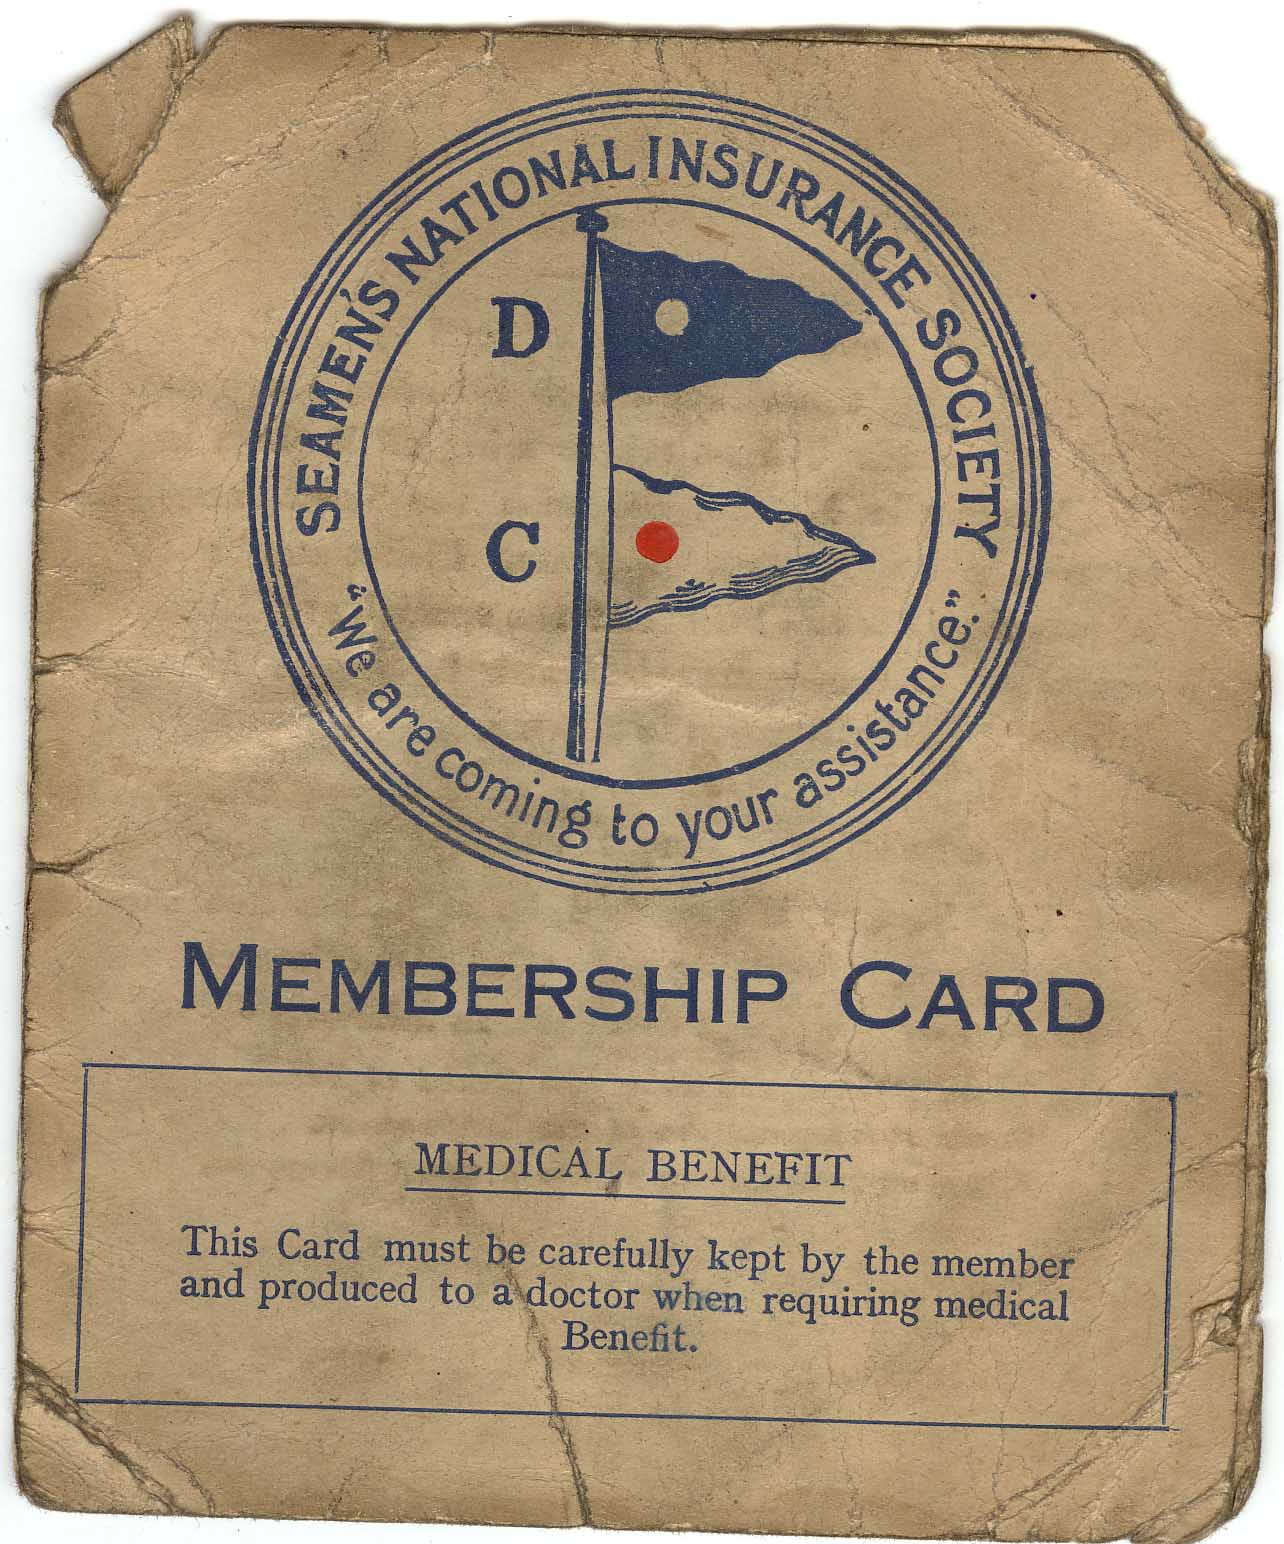 SEAMEN'S NATIONAL INSURANCE SOCIETY
D
C
"We are coming to your assistance."
MEMBERSHIP CARD
MEDICAL BENEFIT
This Card must be carefully kept by the member
and produced to a doctor when requiring medical
Benefit.